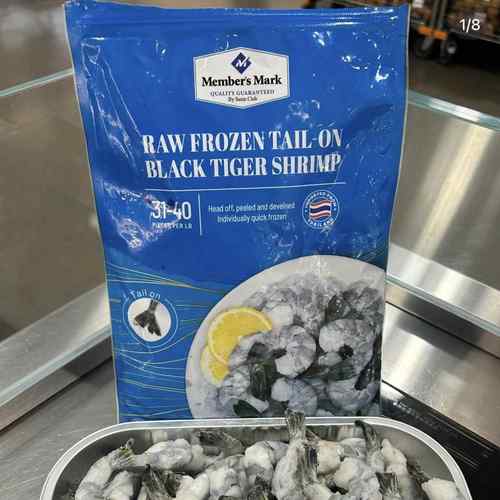 1/8
M
Member's Mark
QUALITY GUARANTEED
By Sam's Club
RAW FROZEN TAIL-ON
BLACK TIGER SHRIMP
31-40
PIECES PER LB
Head off, peeled and deveined
Individually quick frozen
THAILAND
Tail on